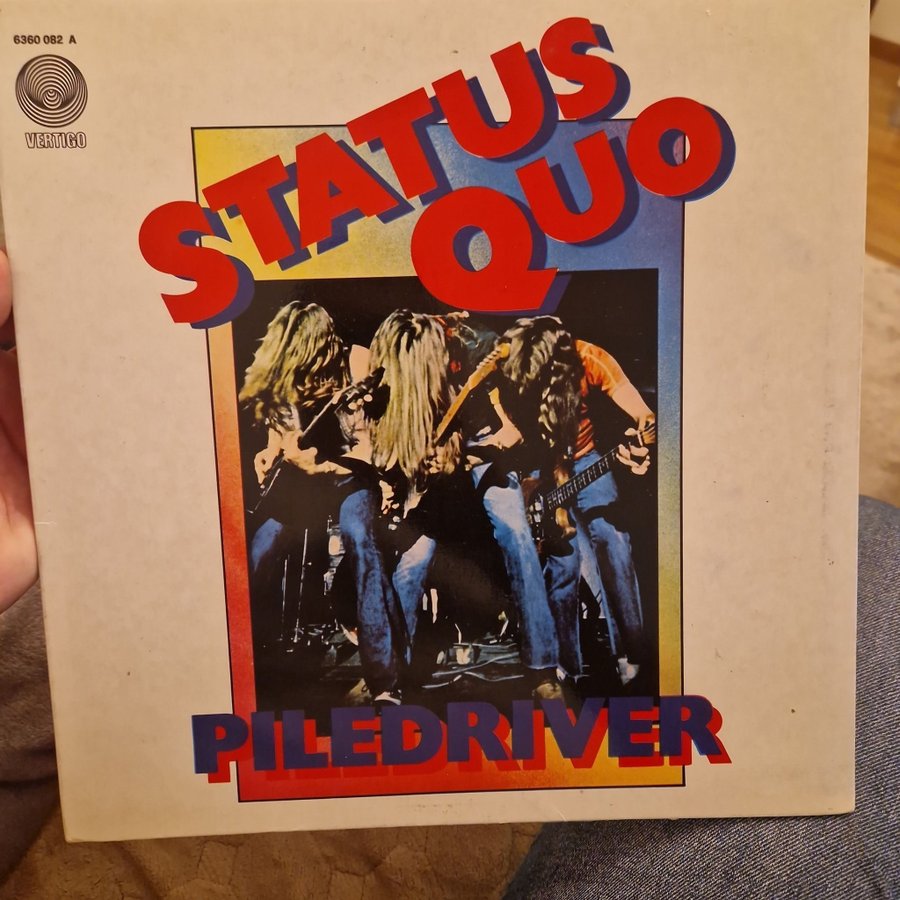 6360 082 A
VERTIGO
STATUS
QUO
PILEDRIVER